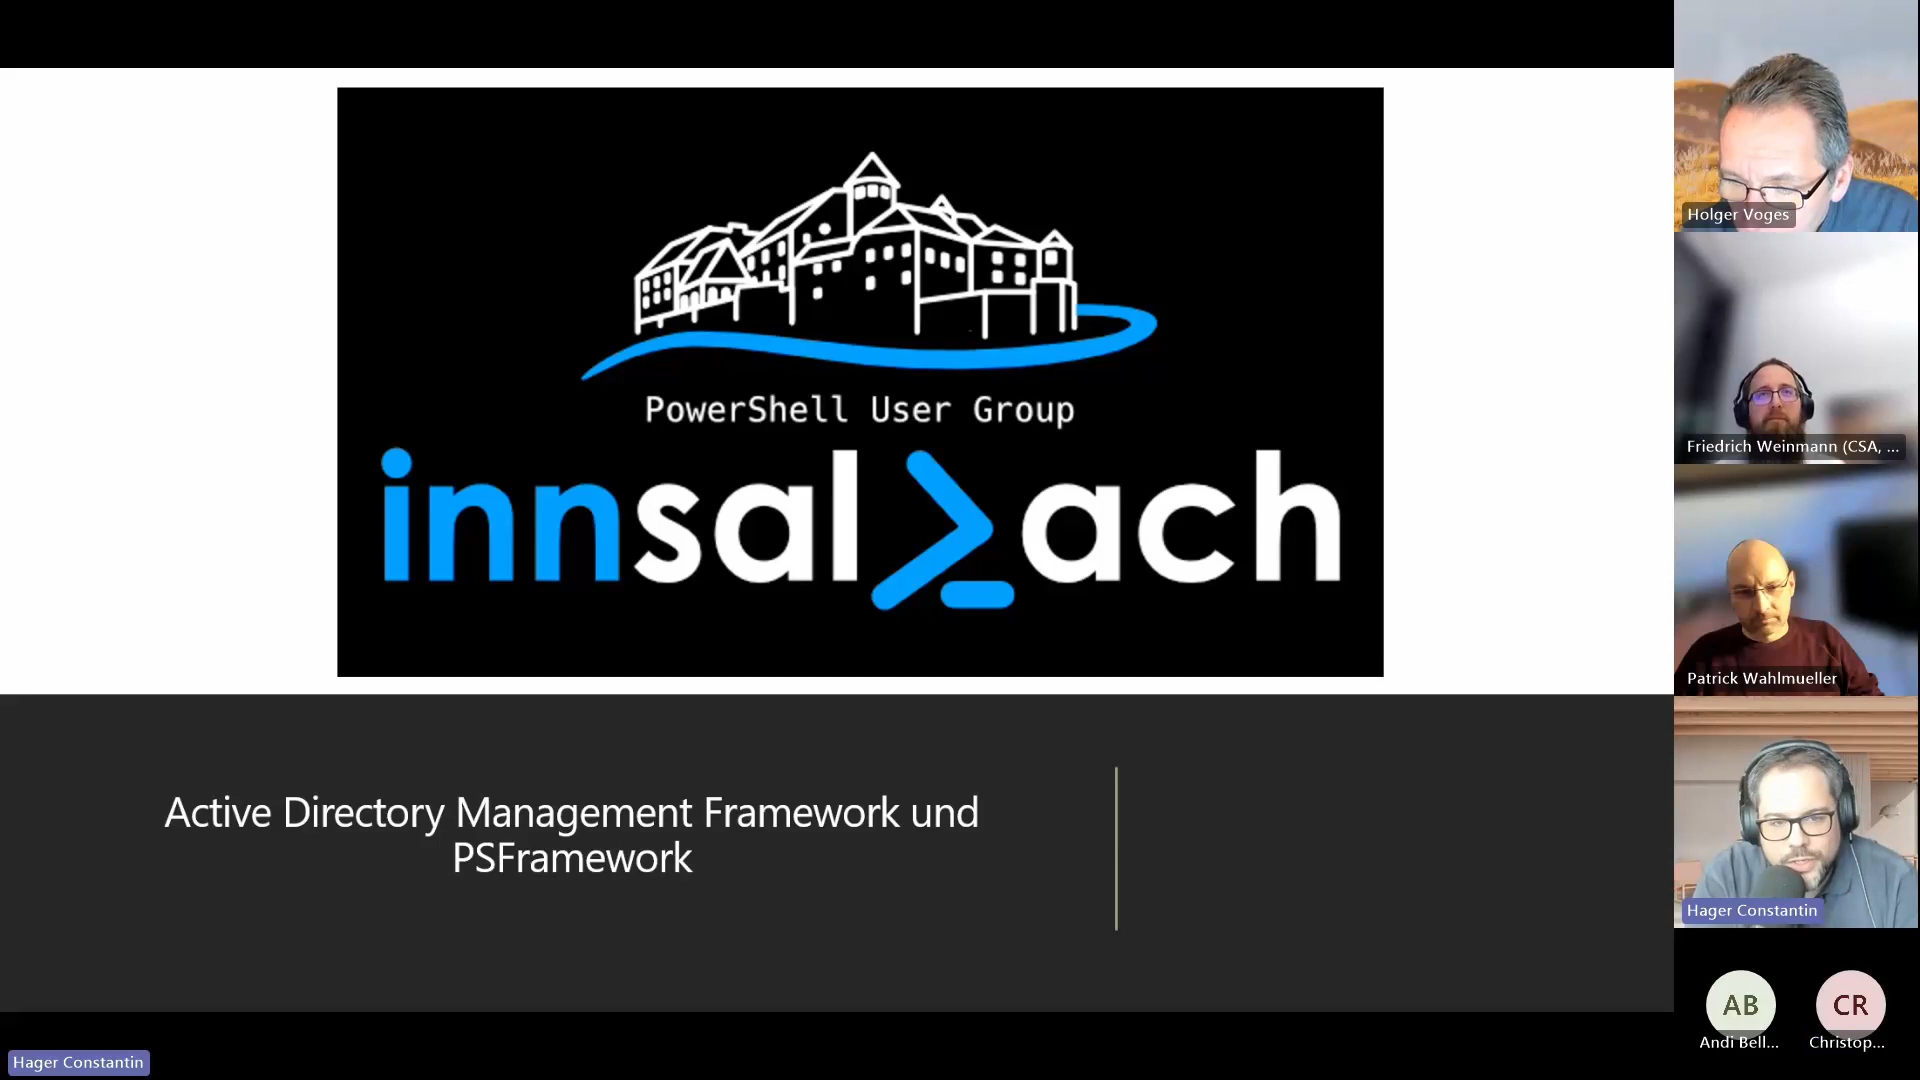 PowerShell User Group
innsal>_ach
Active Directory Management Framework und
PSFramework
Holger Voges
Friedrich Weinmann (CSA, ...
Patrick Wahlmueller
Hager Constantin
AB
CR
Andi Bell...
Christop...
Hager Constantin